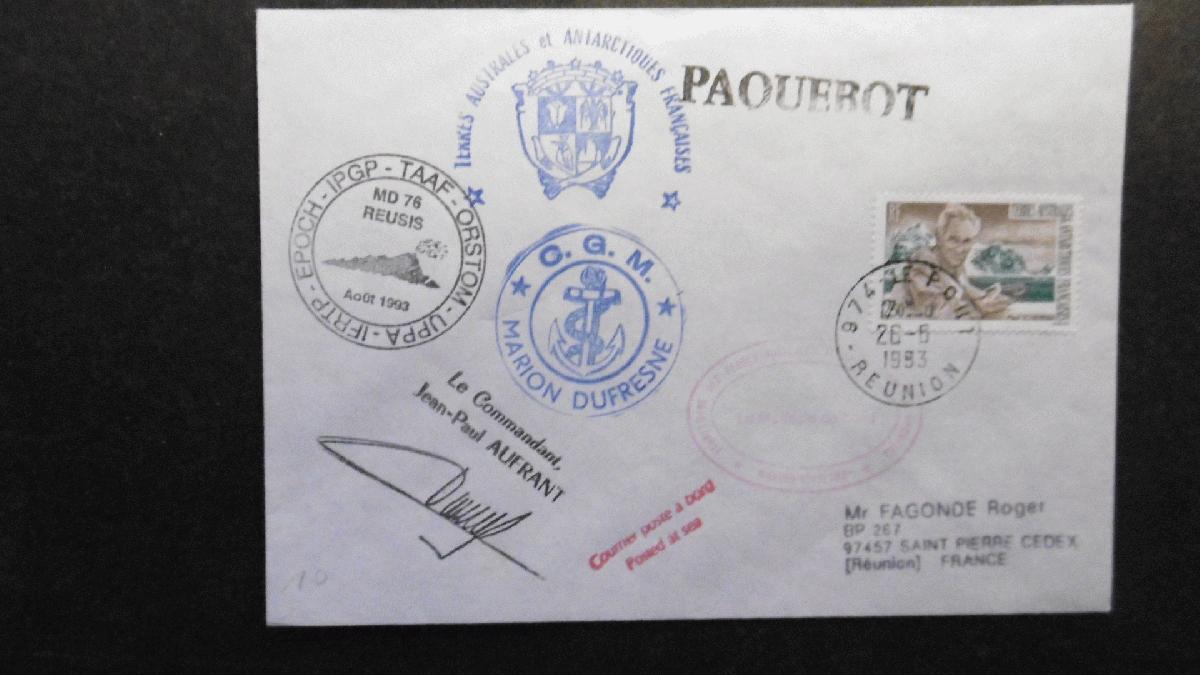 TERRES AUSTRALES et ANTARCTIQUES FRANÇAISES
PAQUEBOT
IFRTP - EPOCH - IPGP - TAAF - ORSTOM - UPPA
MD 76
REUSIS
Août 1993
C. G. M.
MARION DUFRESNE
974 - LE PORT
26-8
1993
REUNION
Le Commandant,
Jean-Paul AUFRANT
Courrier posté à bord
Posted at sea
Mr FAGONDE Roger
BP 267
97457 SAINT PIERRE CEDEX
[Réunion] FRANCE
10